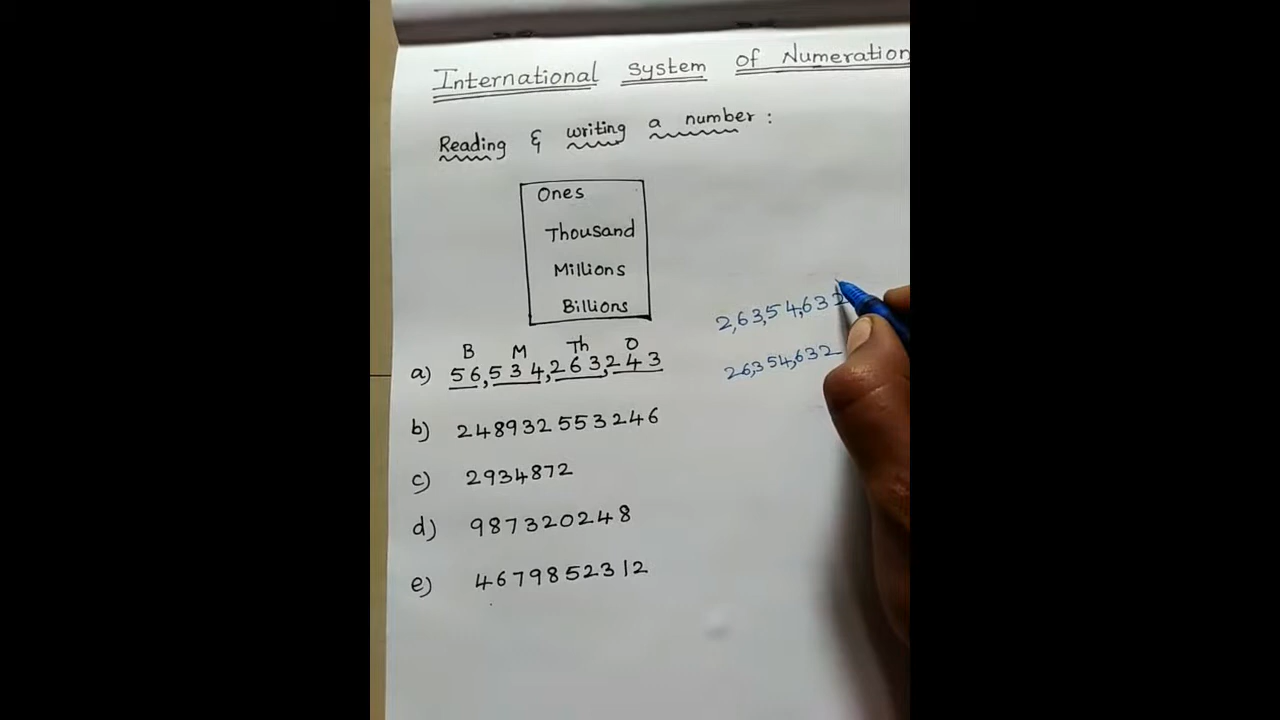 International system of Numeration
Reading & writing a number :
Ones
Thousand
Millions
Billions
B M Th O
a) 56,534,263,243
2,63,54,632
26,354,632
b) 248932553246
c) 2934872
d) 987320248
e) 4679852312